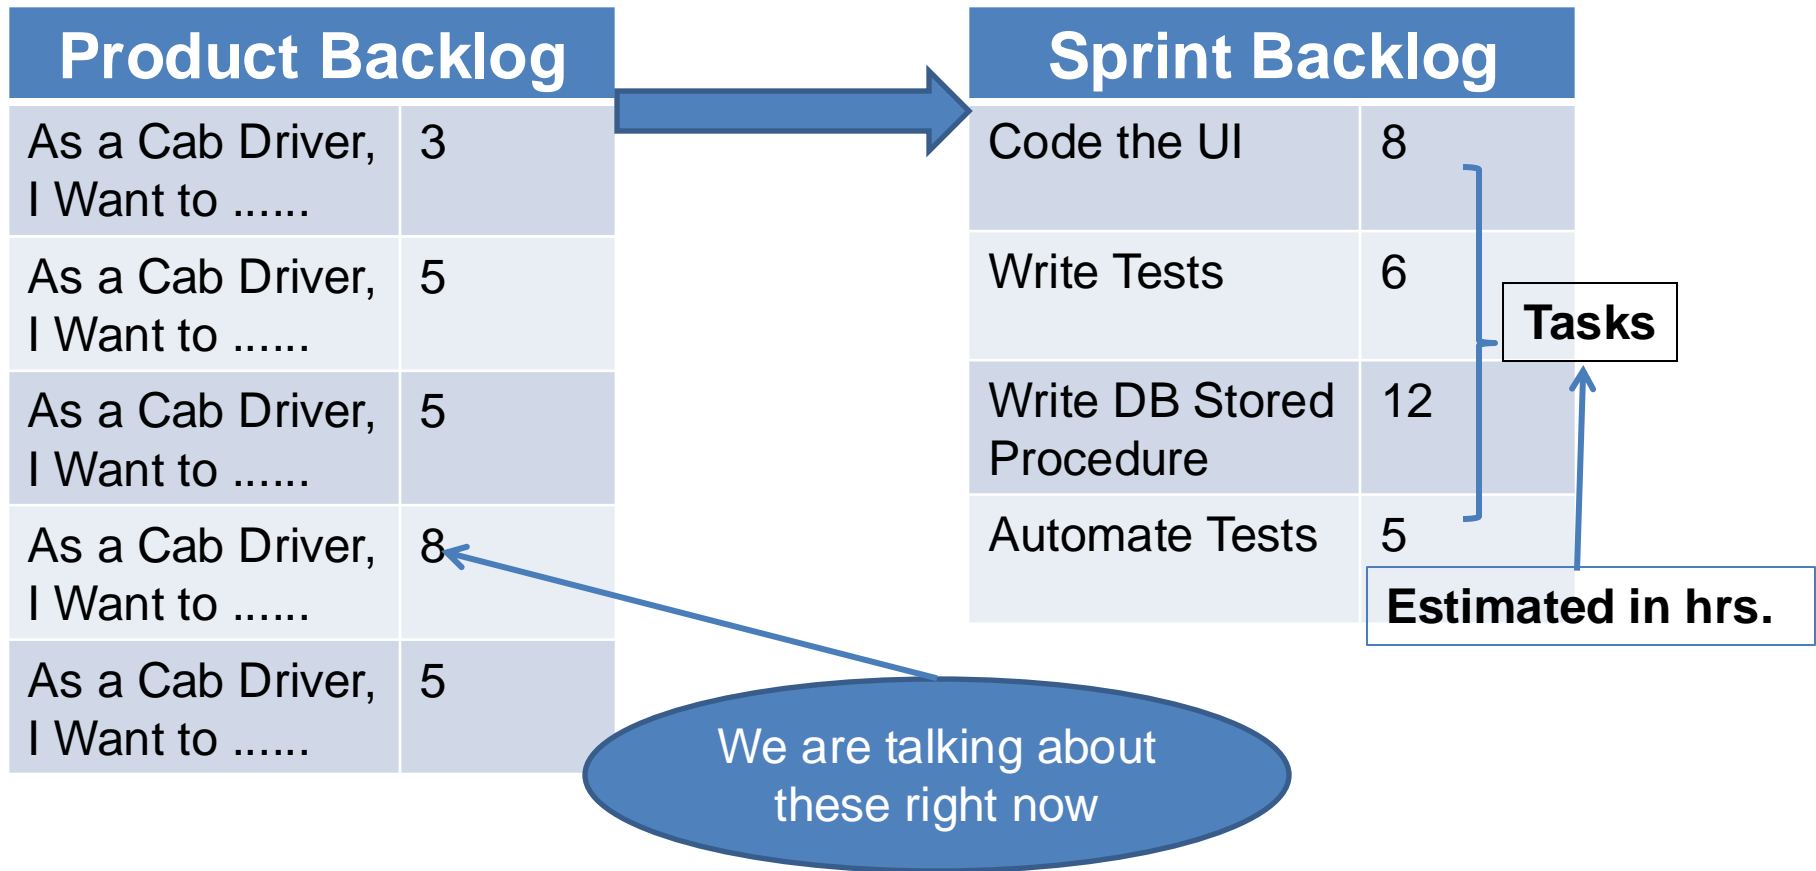 Product Backlog
As a Cab Driver, 3
I Want to ......
As a Cab Driver, 5
I Want to ......
As a Cab Driver, 5
I Want to ......
As a Cab Driver, 8
I Want to ......
As a Cab Driver, 5
I Want to ......
Sprint Backlog
Code the UI 8
Write Tests 6
Write DB Stored 12
Procedure
Automate Tests 5
Tasks
Estimated in hrs.
We are talking about
these right now